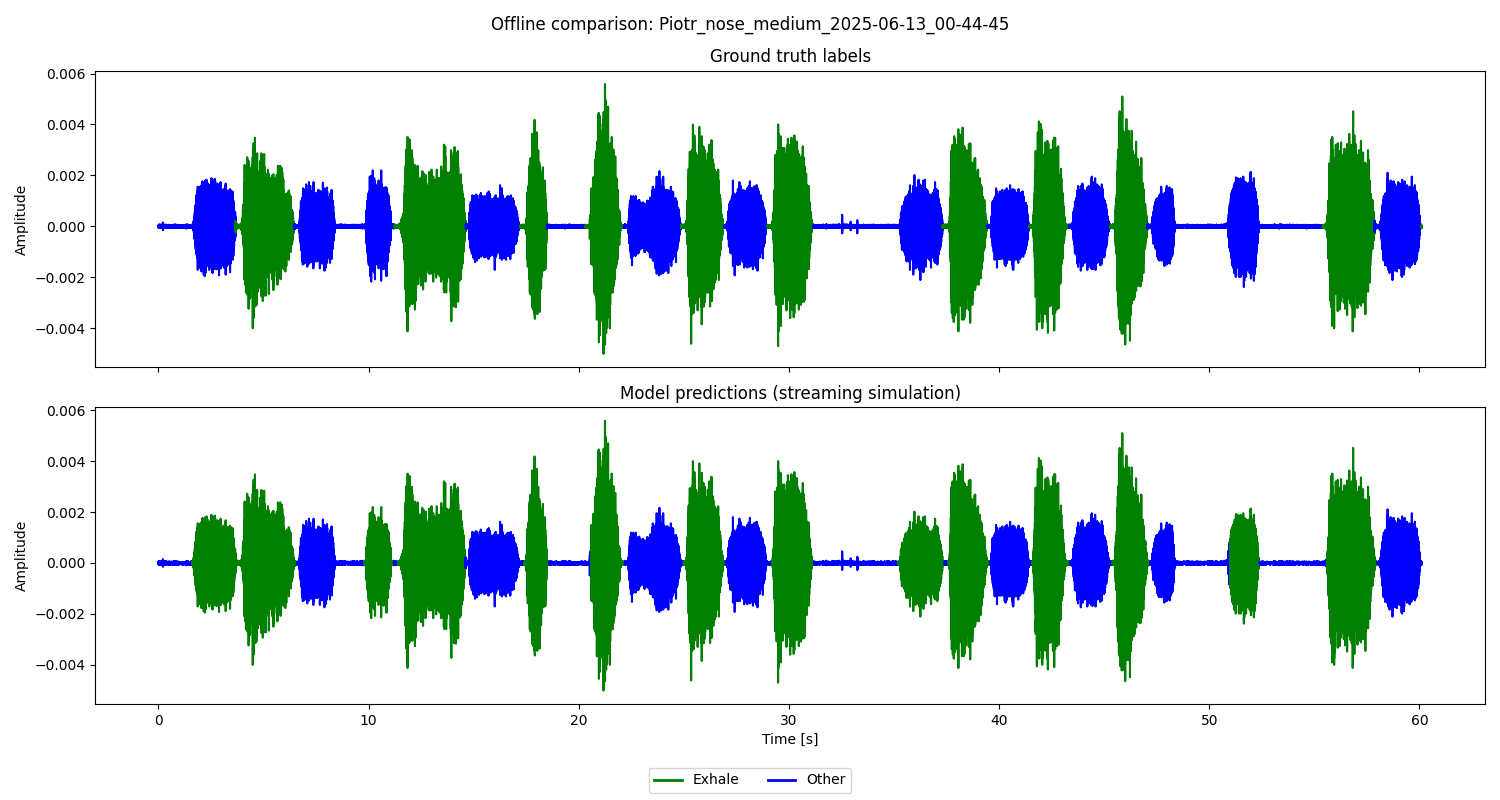 Offline comparison: Piotr_nose_medium_2025-06-13_00-44-45
Ground truth labels
0.006
0.004
0.002
0.000
−0.002
−0.004
Amplitude
Model predictions (streaming simulation)
0.006
0.004
0.002
0.000
−0.002
−0.004
Amplitude
0 10 20 30 40 50 60
Time [s]
Exhale Other